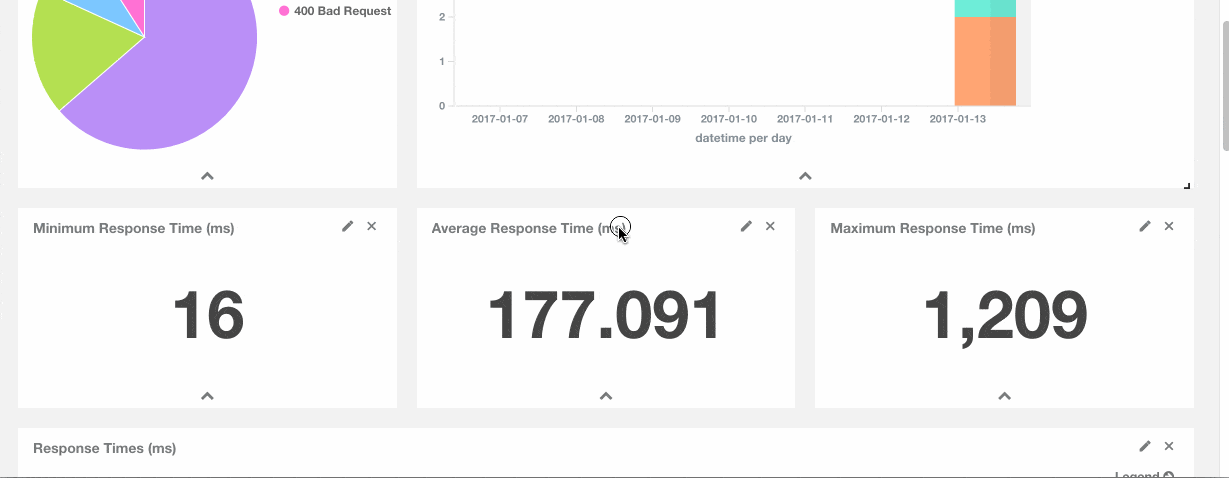 400 Bad Request
2
1
0
2017-01-07 2017-01-08 2017-01-09 2017-01-10 2017-01-11 2017-01-12 2017-01-13
datetime per day
Minimum Response Time (ms)
16
Average Response Time (ms)
177.091
Maximum Response Time (ms)
1,209
Response Times (ms)
Legend